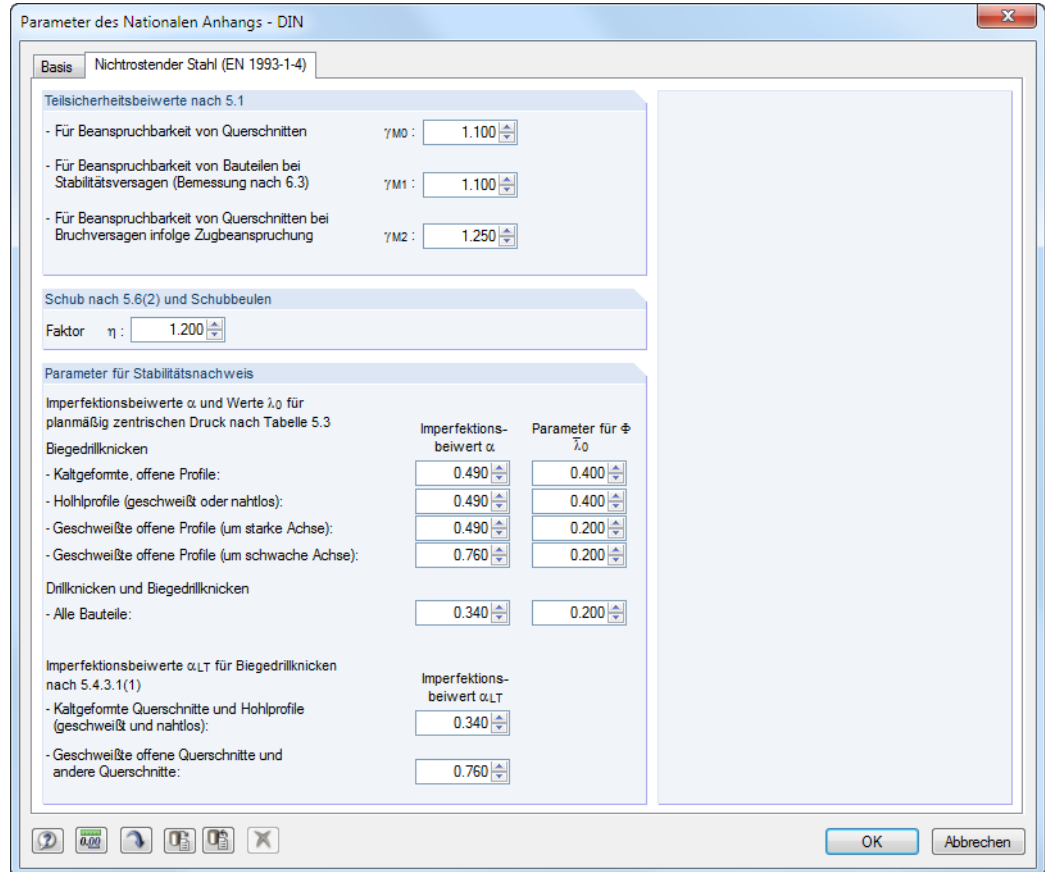 Parameter des Nationalen Anhangs - DIN
Basis
Nichtrostender Stahl (EN 1993-1-4)
Teilsicherheitsbeiwerte nach 5.1
- Für Beanspruchbarkeit von Querschnitten γM0 : 1.100
- Für Beanspruchbarkeit von Bauteilen bei
Stabilitätsversagen (Bemessung nach 6.3) γM1 : 1.100
- Für Beanspruchbarkeit von Querschnitten bei
Bruchversagen infolge Zugbeanspruchung γM2 : 1.250
Schub nach 5.6(2) und Schubbeulen
Faktor η : 1.200
Parameter für Stabilitätsnachweis
Imperfektionsbeiwerte α und Werte λ0 für
planmäßig zentrischen Druck nach Tabelle 5.3
Imperfektions-
beiwert α
Parameter für Φ
λ̅0
Biegedrillknicken
- Kaltgeformte, offene Profile: 0.490 0.400
- Holhlprofile (geschweißt oder nahtlos): 0.490 0.400
- Geschweißte offene Profile (um starke Achse): 0.490 0.200
- Geschweißte offene Profile (um schwache Achse): 0.760 0.200
Drillknicken und Biegedrillknicken
- Alle Bauteile: 0.340 0.200
Imperfektionsbeiwerte αLT für Biegedrillknicken
nach 5.4.3.1(1)
Imperfektions-
beiwert αLT
- Kaltgeformte Querschnitte und Hohlprofile
(geschweißt und nahtlos): 0.340
- Geschweißte offene Querschnitte und
andere Querschnitte: 0.760
0.00
OK
Abbrechen